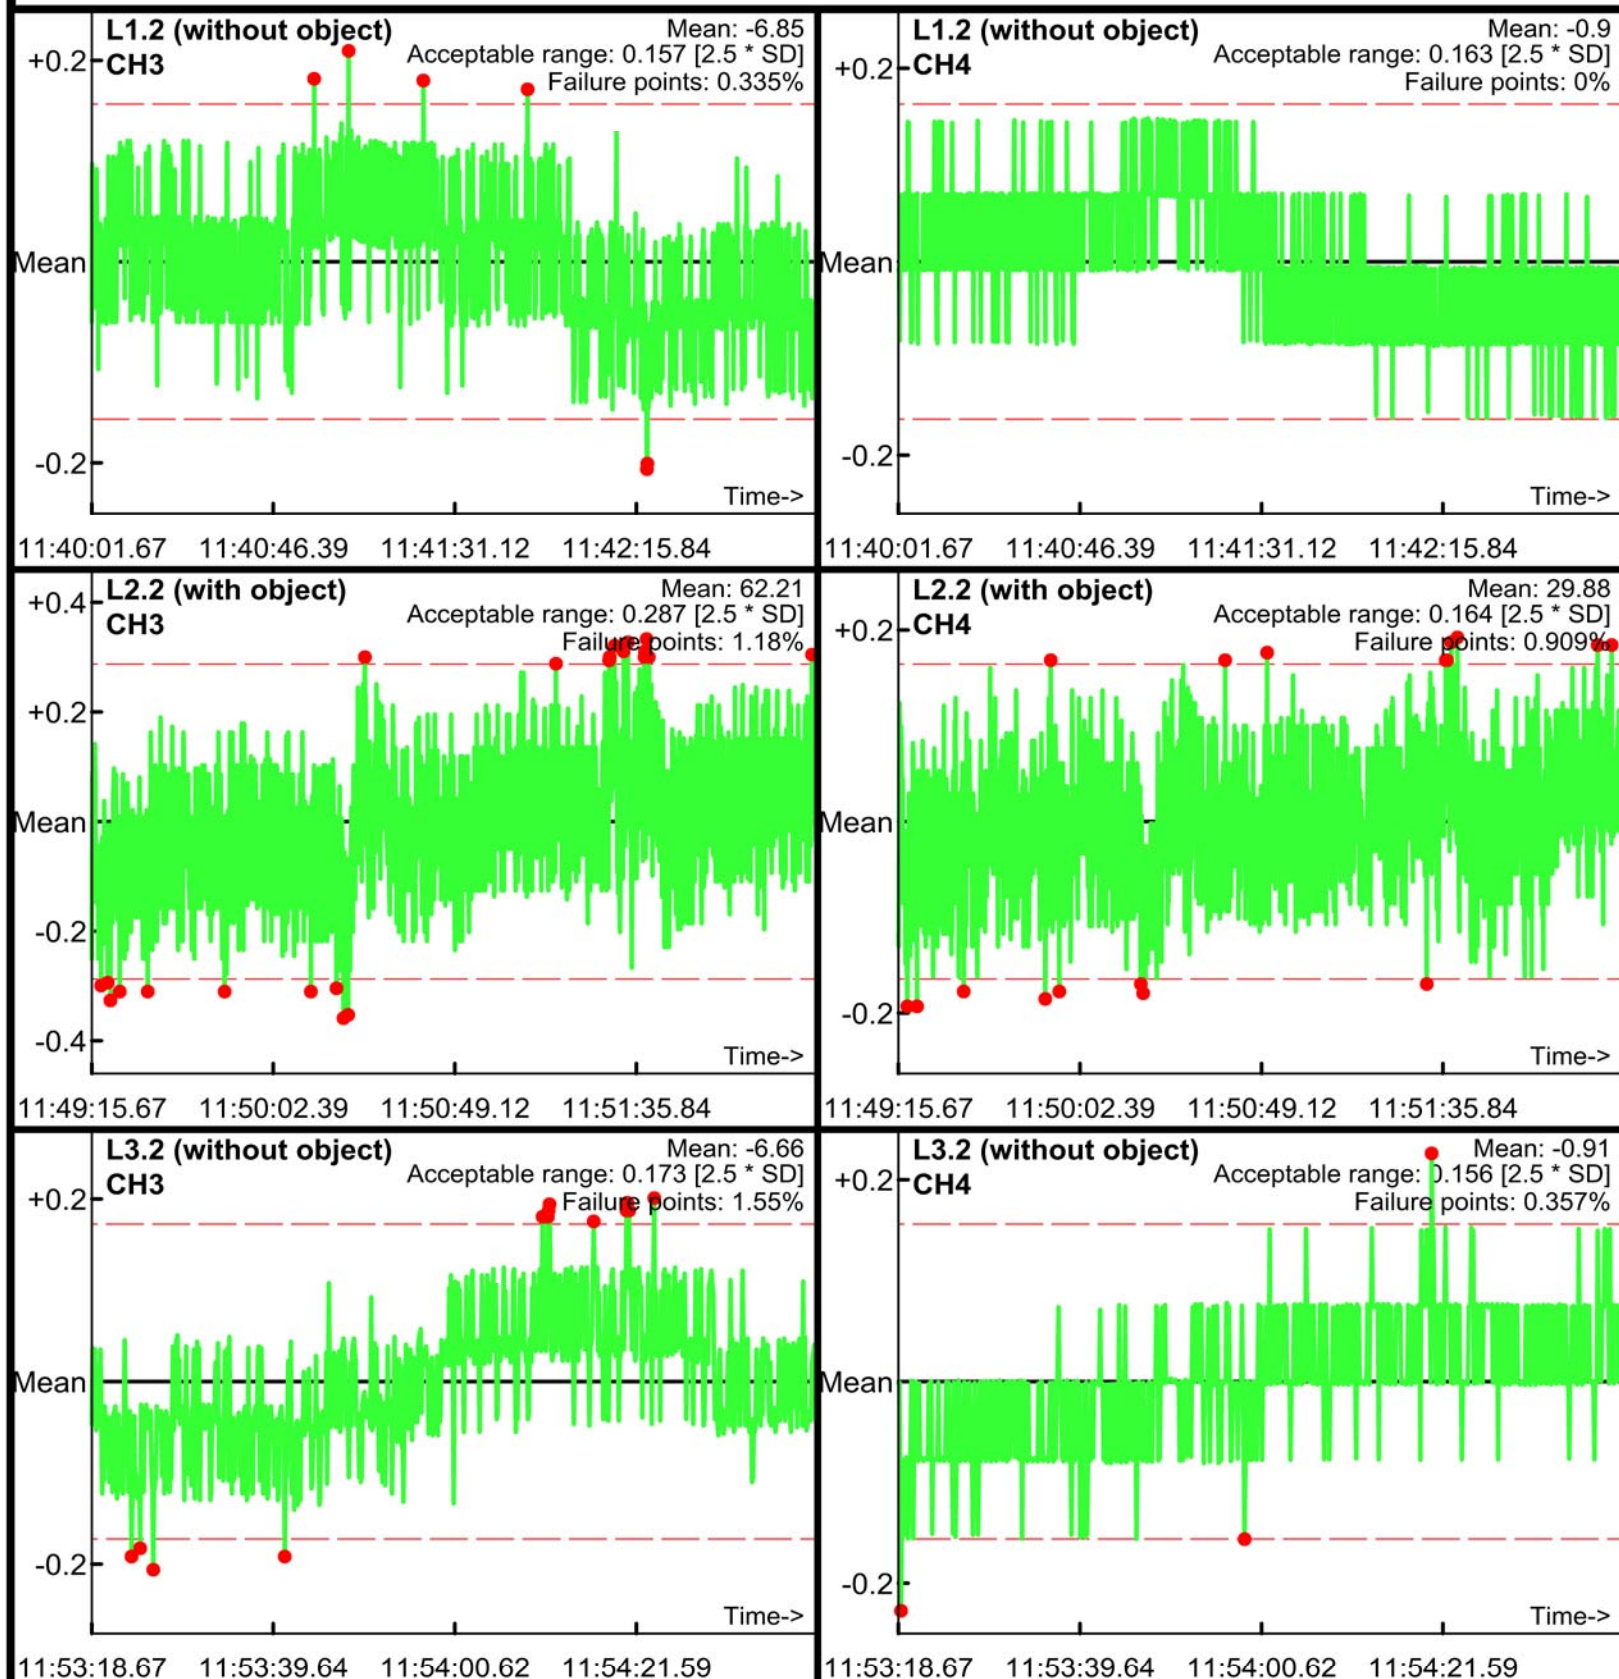 L1.2 (without object)
CH3
Mean: -6.85
Acceptable range: 0.157 [2.5 * SD]
Failure points: 0.335%
+0.2
Mean
-0.2
Time->
11:40:01.67 11:40:46.39 11:41:31.12 11:42:15.84
L1.2 (without object)
CH4
Mean: -0.9
Acceptable range: 0.163 [2.5 * SD]
Failure points: 0%
+0.2
Mean
-0.2
Time->
11:40:01.67 11:40:46.39 11:41:31.12 11:42:15.84
L2.2 (with object)
CH3
Mean: 62.21
Acceptable range: 0.287 [2.5 * SD]
Failure points: 1.18%
+0.4
+0.2
Mean
-0.2
-0.4
Time->
11:49:15.67 11:50:02.39 11:50:49.12 11:51:35.84
L2.2 (with object)
CH4
Mean: 29.88
Acceptable range: 0.164 [2.5 * SD]
Failure points: 0.909%
+0.2
Mean
-0.2
Time->
11:49:15.67 11:50:02.39 11:50:49.12 11:51:35.84
L3.2 (without object)
CH3
Mean: -6.66
Acceptable range: 0.173 [2.5 * SD]
Failure points: 1.55%
+0.2
Mean
-0.2
Time->
11:53:18.67 11:53:39.64 11:54:00.62 11:54:21.59
L3.2 (without object)
CH4
Mean: -0.91
Acceptable range: 0.156 [2.5 * SD]
Failure points: 0.357%
+0.2
Mean
-0.2
Time->
11:53:18.67 11:53:39.64 11:54:00.62 11:54:21.59